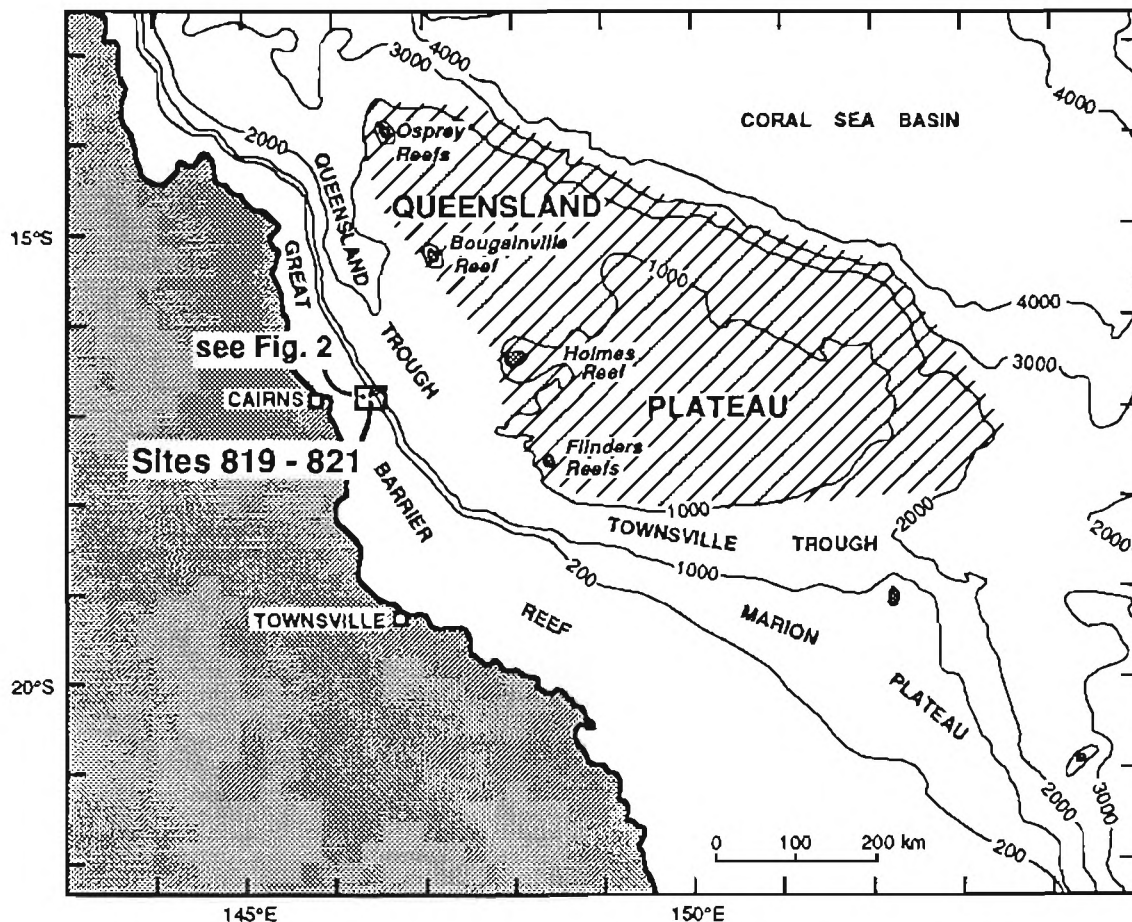 4000
3000
4000
CORAL SEA BASIN
2000
Osprey
Reefs
QUEENSLAND
QUEENSLAND
15°S
GREAT
Bougainville
Reef
1000
4000
see Fig. 2
TROUGH
Holmes
Reef
3000
CAIRNS
PLATEAU
Sites 819 - 821
Flinders
Reefs
BARRIER
1000
2000
2000
TOWNSVILLE TROUGH
200
1000
TOWNSVILLE
REEF
MARION
20°S
PLATEAU
2000
3000
0 100 200 km
200
145°E
150°E